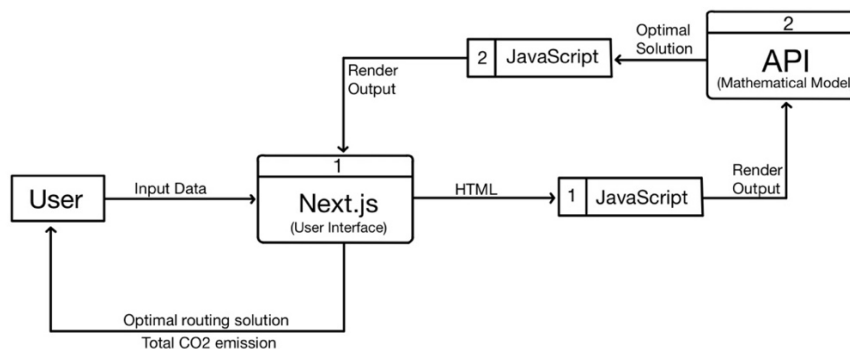 2
Optimal
Solution
API
(Mathematical Model
2 JavaScript
Render
Output
1
Next.js
(User Interface)
User
Input Data
HTML
1 JavaScript
Render
Output
Optimal routing solution
Total CO2 emission